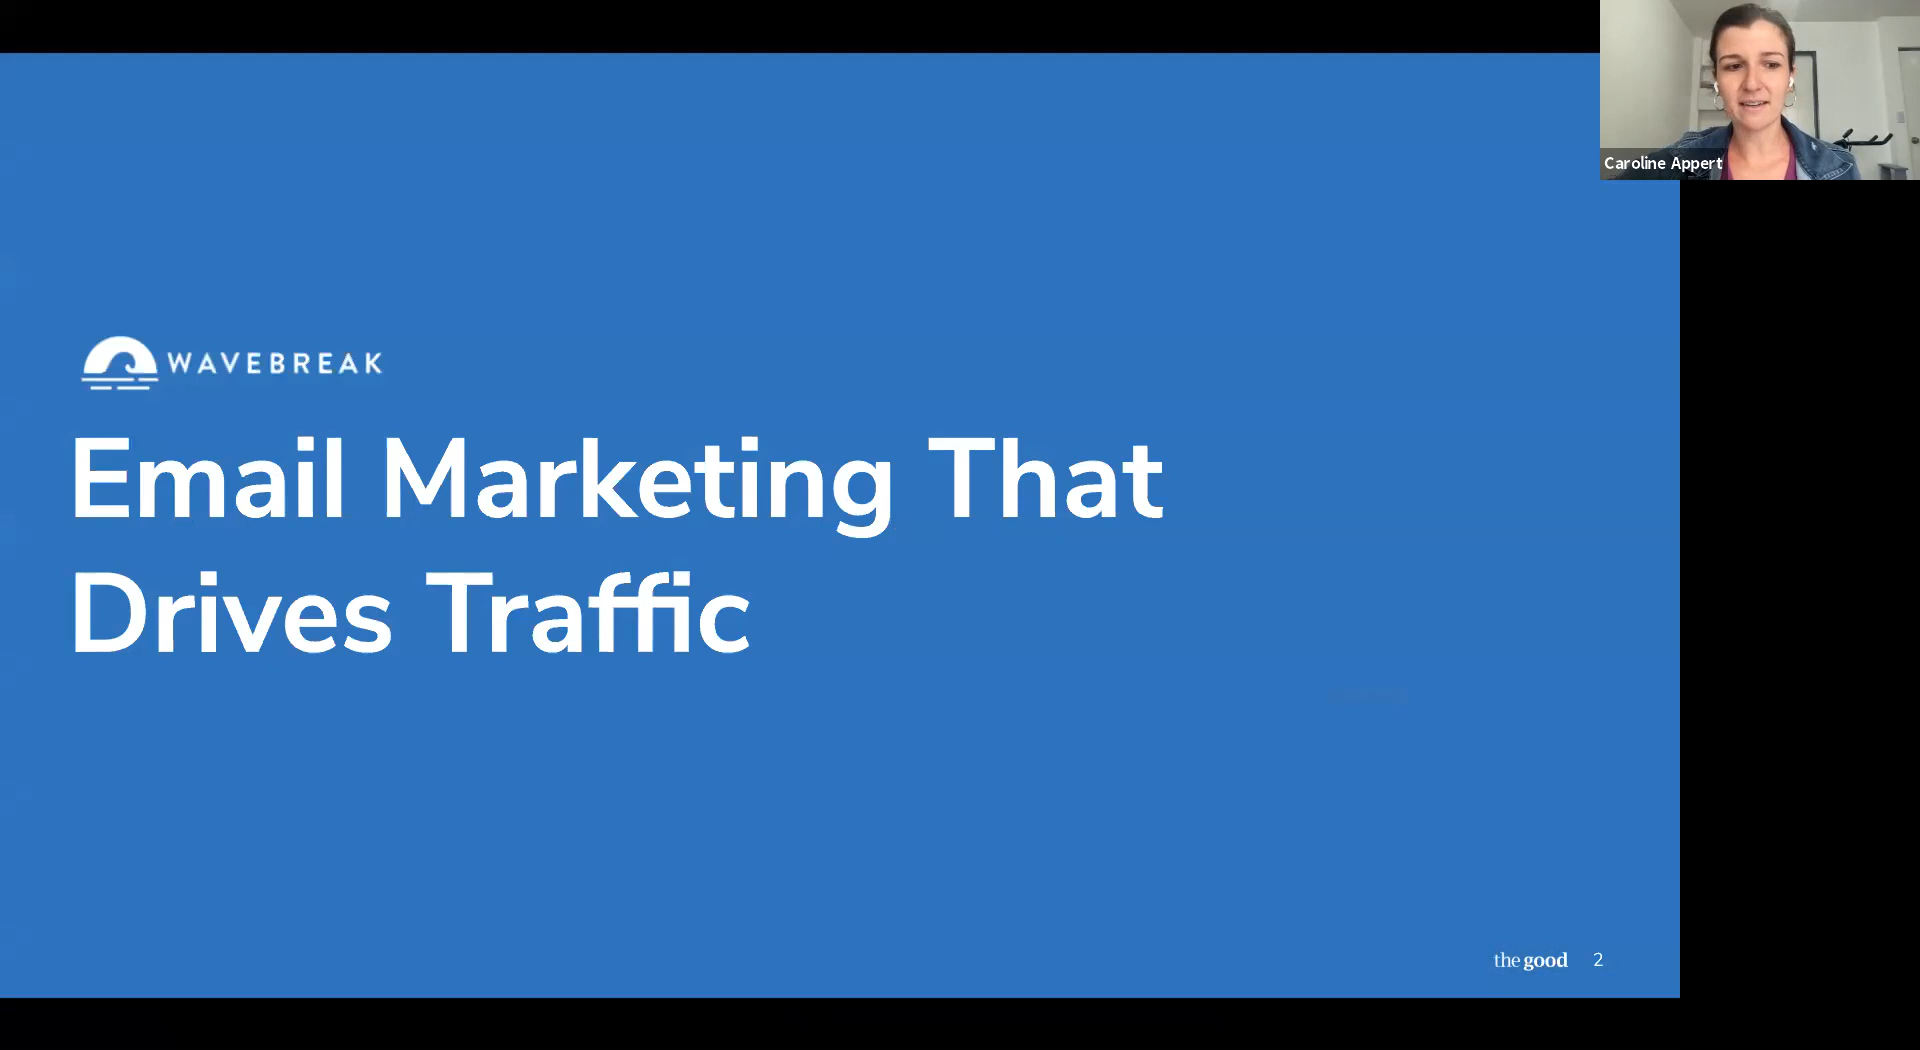 Caroline Appert
WAVEBREAK
Email Marketing That
Drives Traffic
the good 2